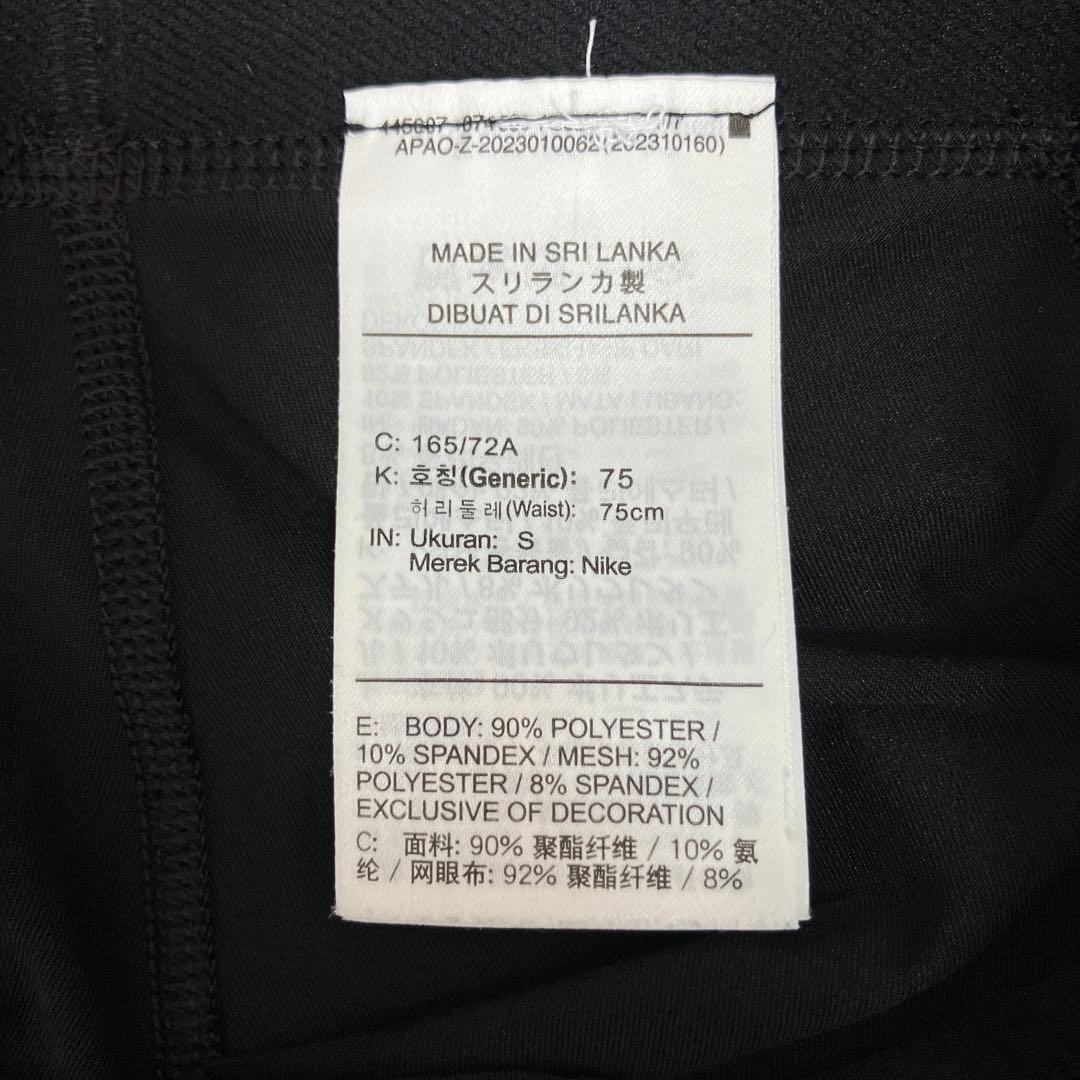 APAO-Z-2023010062(202310160)
MADE IN SRI LANKA
スリランカ製
DIBUAT DI SRILANKA
C: 165/72A
K: 호칭(Generic): 75
허리둘레(Waist): 75cm
IN: Ukuran: S
Merek Barang: Nike
E: BODY: 90% POLYESTER /
10% SPANDEX / MESH: 92%
POLYESTER / 8% SPANDEX /
EXCLUSIVE OF DECORATION
C: 面料: 90% 聚酯纤维 / 10% 氨
纶 / 网眼布: 92% 聚酯纤维 / 8%